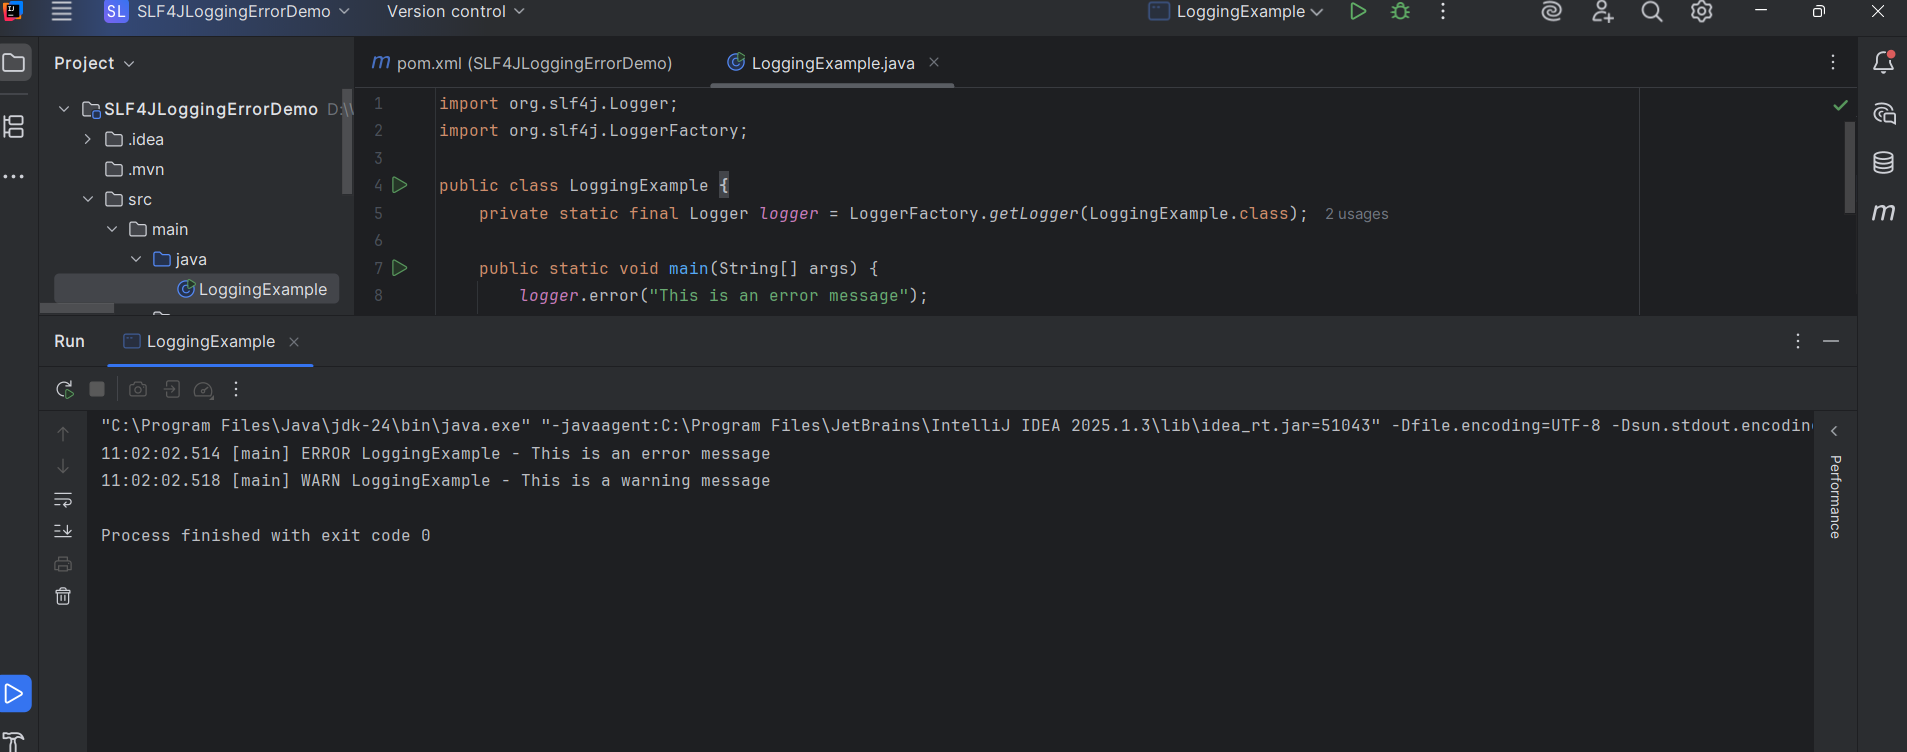 SL SLF4JLoggingErrorDemo Version control LoggingExample
Project
SLF4JLoggingErrorDemo D:\
.idea
.mvn
src
main
java
LoggingExample
m pom.xml (SLF4JLoggingErrorDemo) LoggingExample.java
1 import org.slf4j.Logger;
2 import org.slf4j.LoggerFactory;
3
4 public class LoggingExample {
5 private static final Logger logger = LoggerFactory.getLogger(LoggingExample.class); 2 usages
6
7 public static void main(String[] args) {
8 logger.error("This is an error message");
m
Run LoggingExample
"C:\Program Files\Java\jdk-24\bin\java.exe" "-javaagent:C:\Program Files\JetBrains\IntelliJ IDEA 2025.1.3\lib\idea_rt.jar=51043" -Dfile.encoding=UTF-8 -Dsun.stdout.encodin
11:02:02.514 [main] ERROR LoggingExample - This is an error message
11:02:02.518 [main] WARN LoggingExample - This is a warning message
Process finished with exit code 0
Performance